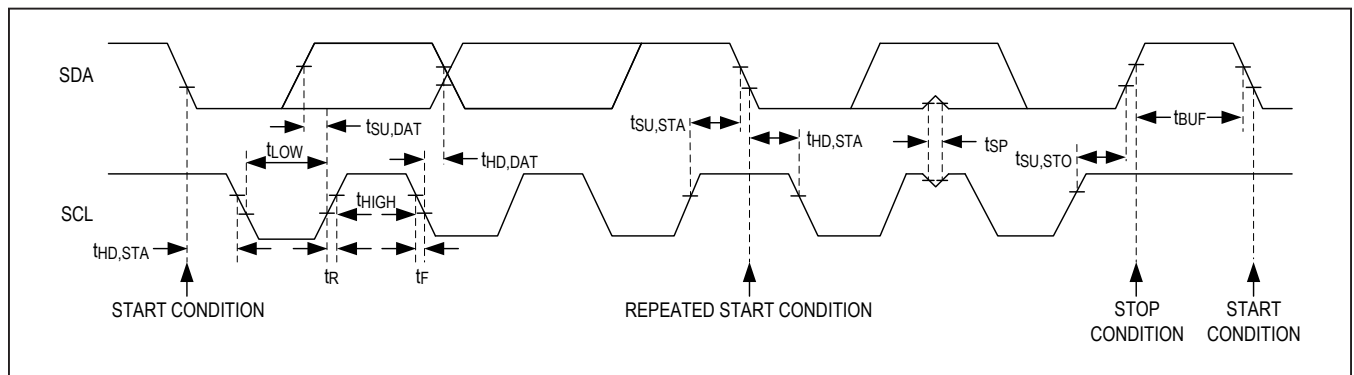 SDA
tSU,DAT
tLOW
tHD,DAT
tSU,STA
tHD,STA
tSP
tSU,STO
tBUF
SCL
tHIGH
tHD,STA
tR
tF
START CONDITION
REPEATED START CONDITION
STOP
CONDITION
START
CONDITION